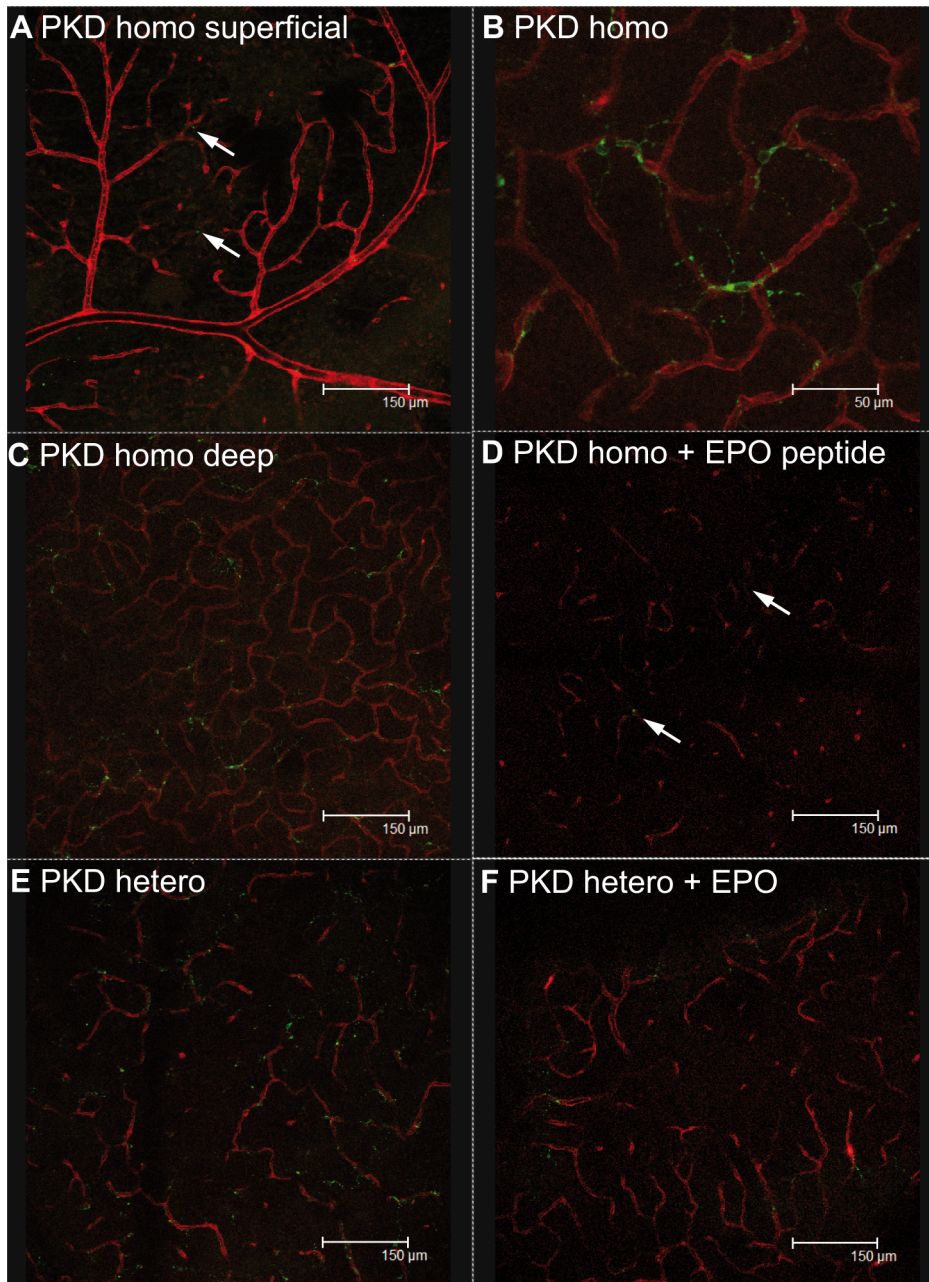 A PKD homo superficial
150 µm
B PKD homo
50 µm
C PKD homo deep
150 µm
D PKD homo + EPO peptide
150 µm
E PKD hetero
150 µm
F PKD hetero + EPO
150 µm